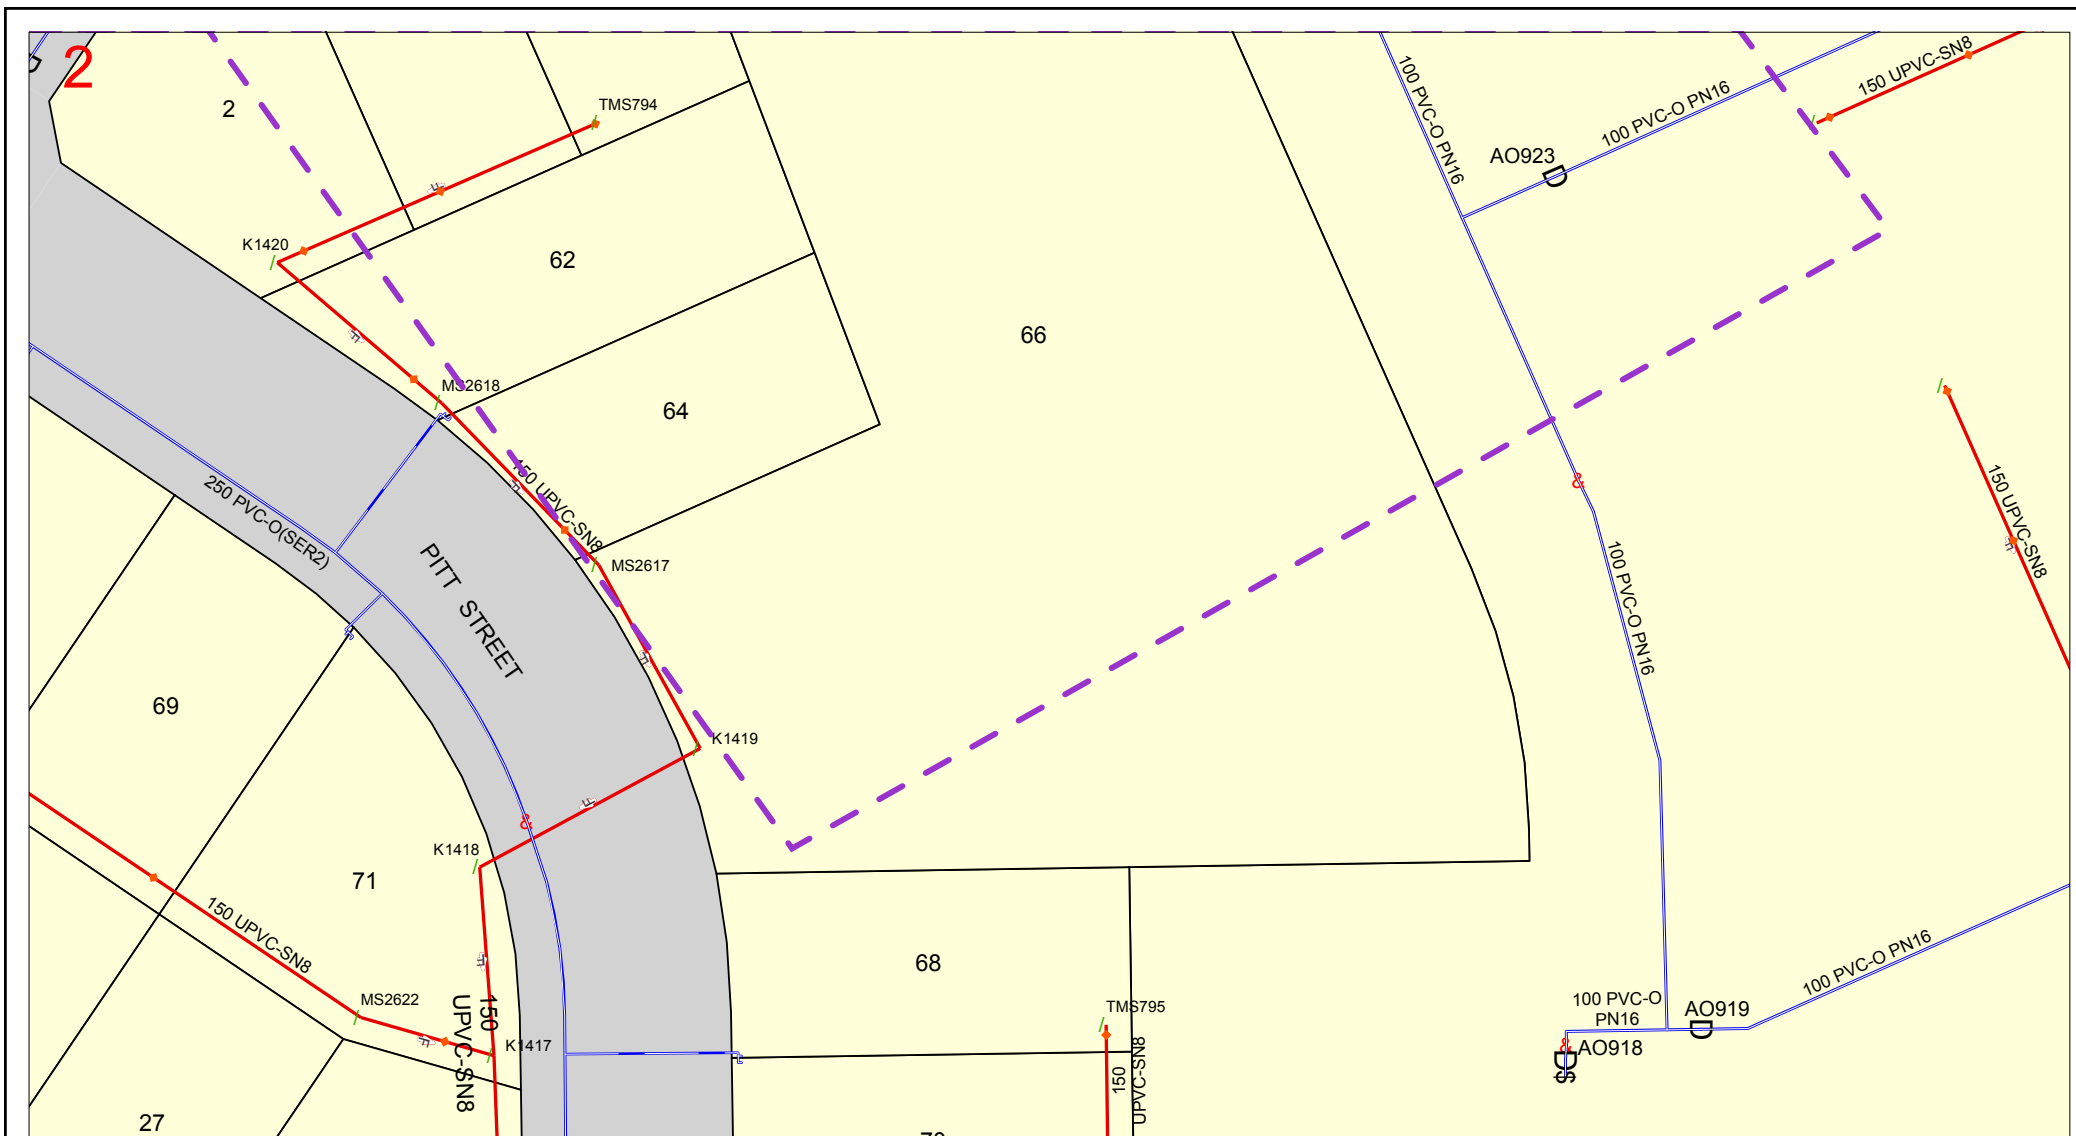 2
2
TMS794
150 UPVC-SN8
100 PVC-O PN16
100 PVC-O PN16
AO923
D
K1420
62
66
MS2618
64
150 UPVC-SN8
250 PVC-O(SER2)
PITT STREET
MS2617
150 UPVC-SN8
100 PVC-O PN16
69
K1419
K1418
71
150 UPVC-SN8
68
100 PVC-O PN16
MS2622
150
UPVC-SN8
K1417
TMS795
150
UPVC-SN8
100 PVC-O
PN16
AO919
D
AO918
DS
27